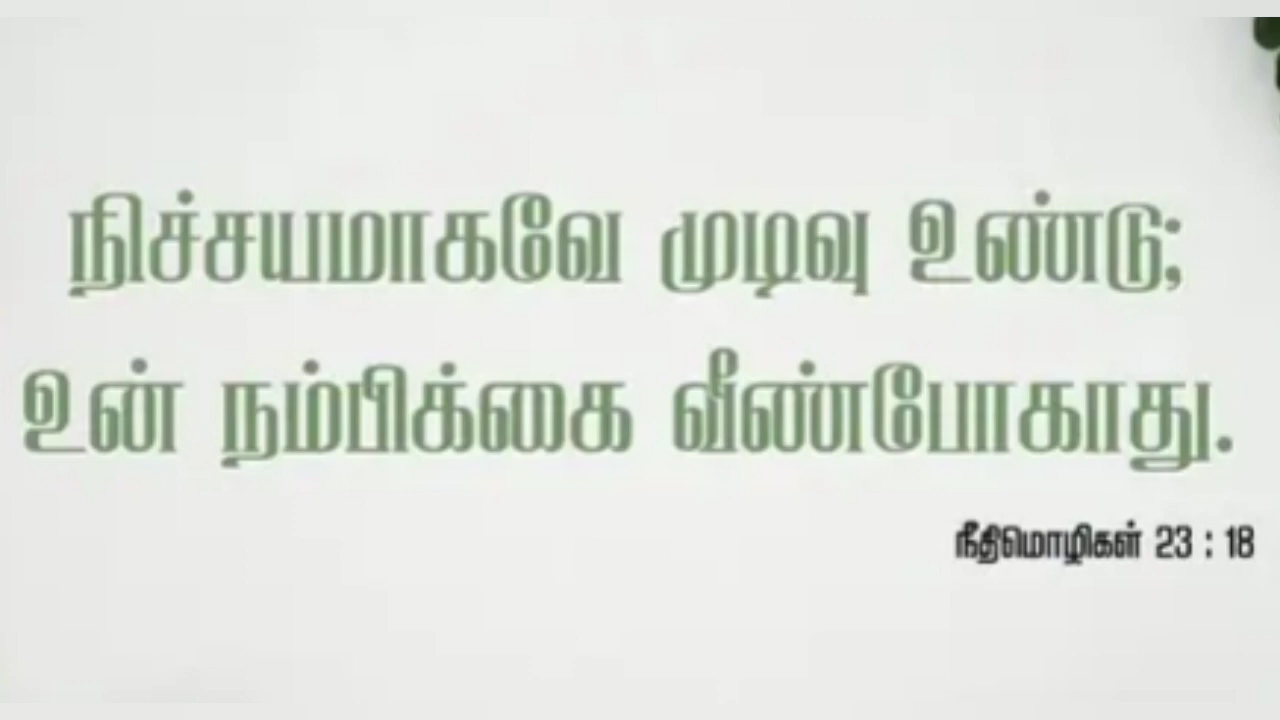 நிச்சயமாகவே முடிவு உண்டு;
உன் நம்பிக்கை வீண்போகாது.
நீதிமொழிகள் 23 : 18